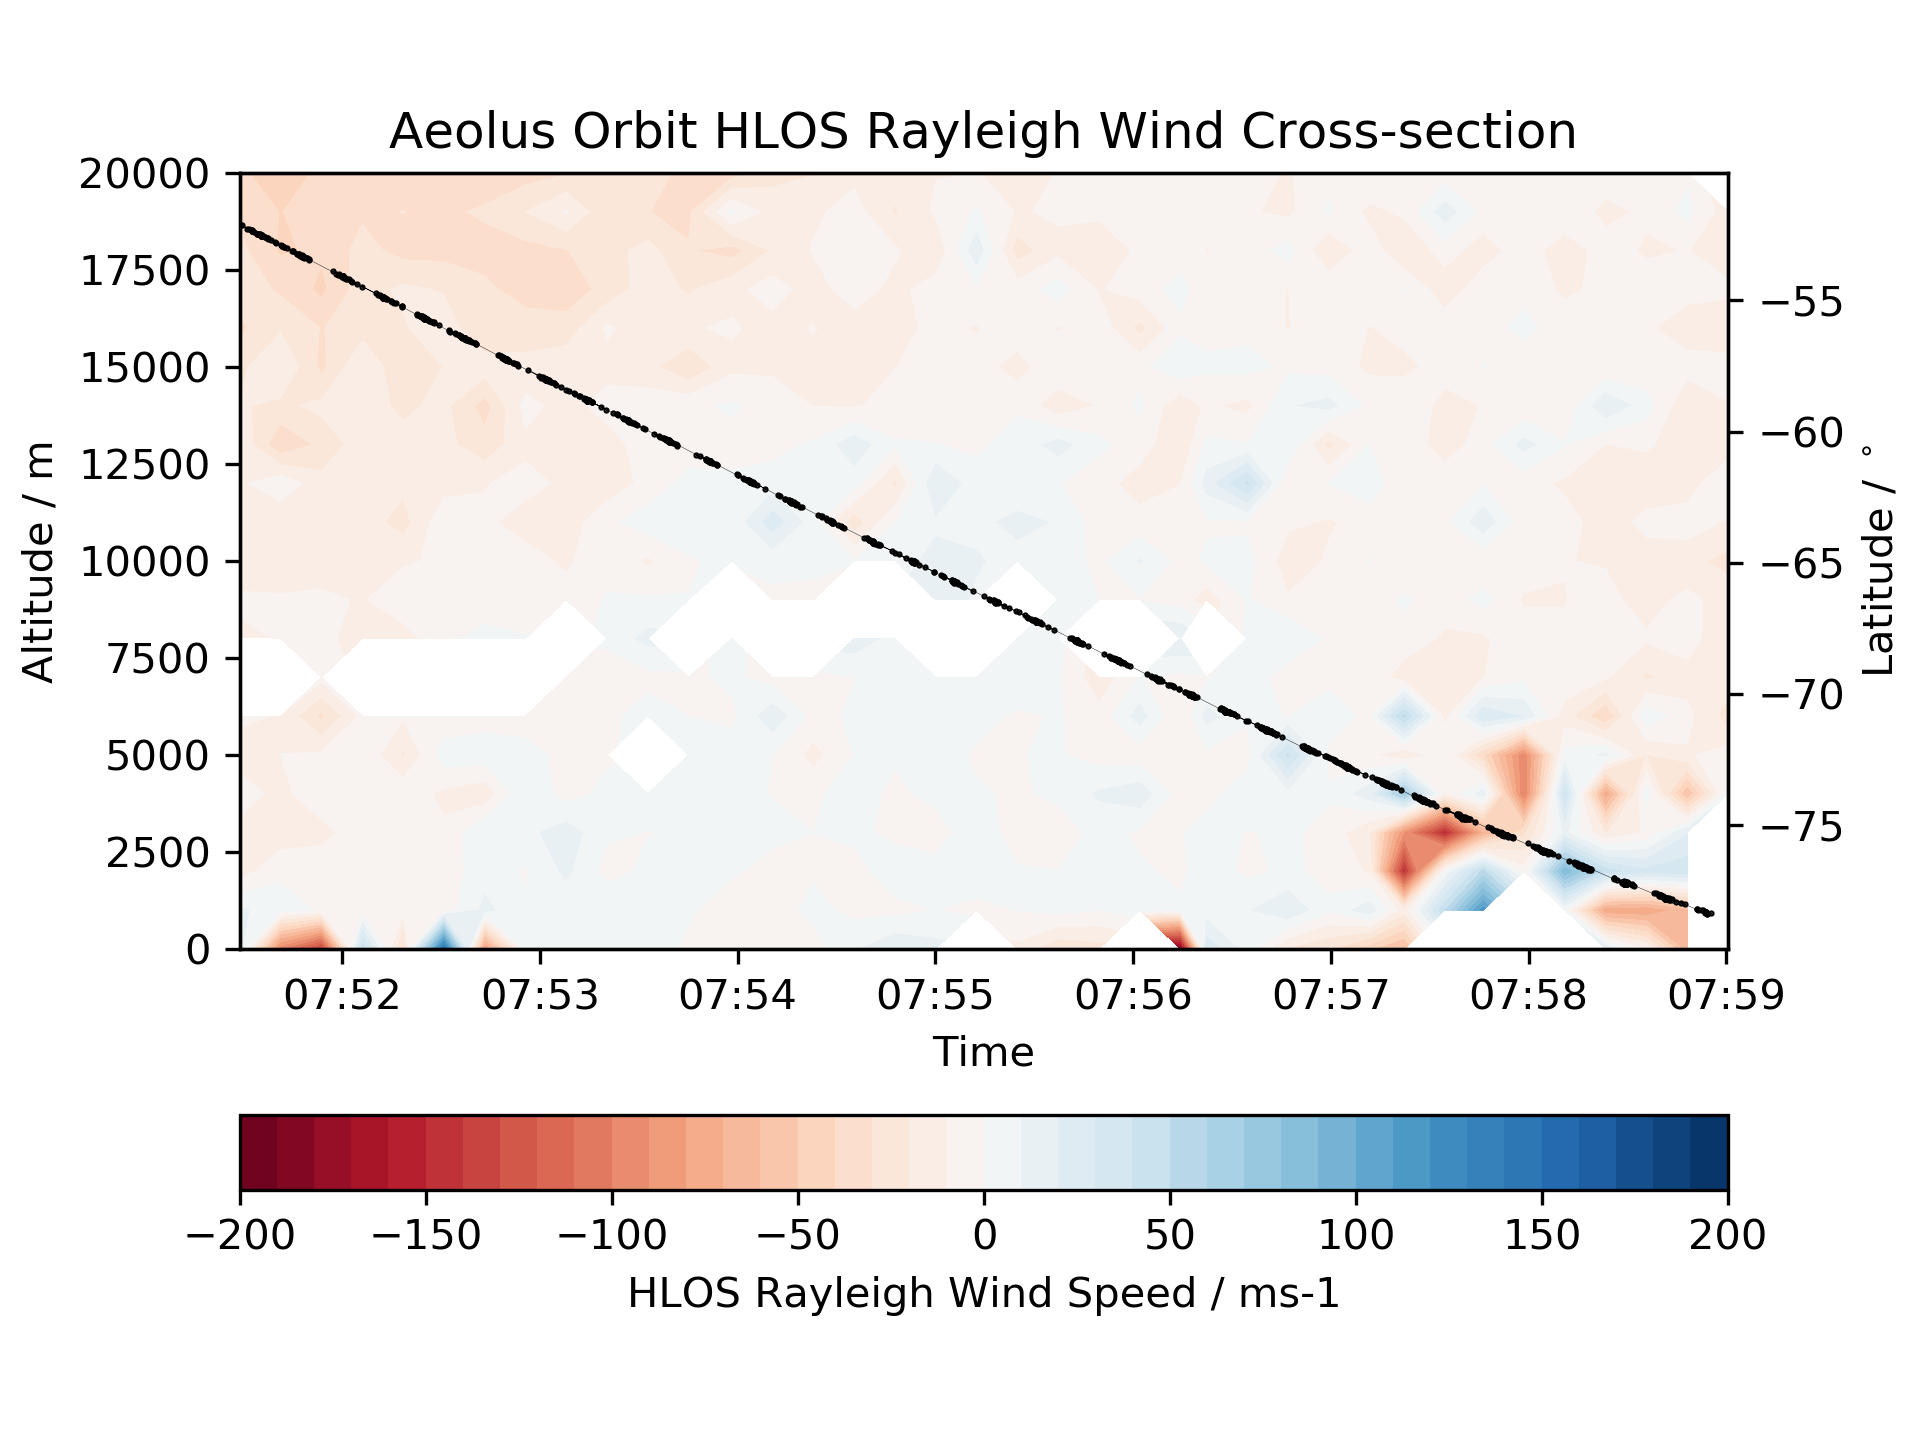 Aeolus Orbit HLOS Rayleigh Wind Cross-section
20000
17500
15000
12500
10000
7500
5000
2500
0
Altitude / m
−55
−60
−65
−70
−75
Latitude / °
07:52 07:53 07:54 07:55 07:56 07:57 07:58 07:59
Time
−200 −150 −100 −50 0 50 100 150 200
HLOS Rayleigh Wind Speed / ms-1